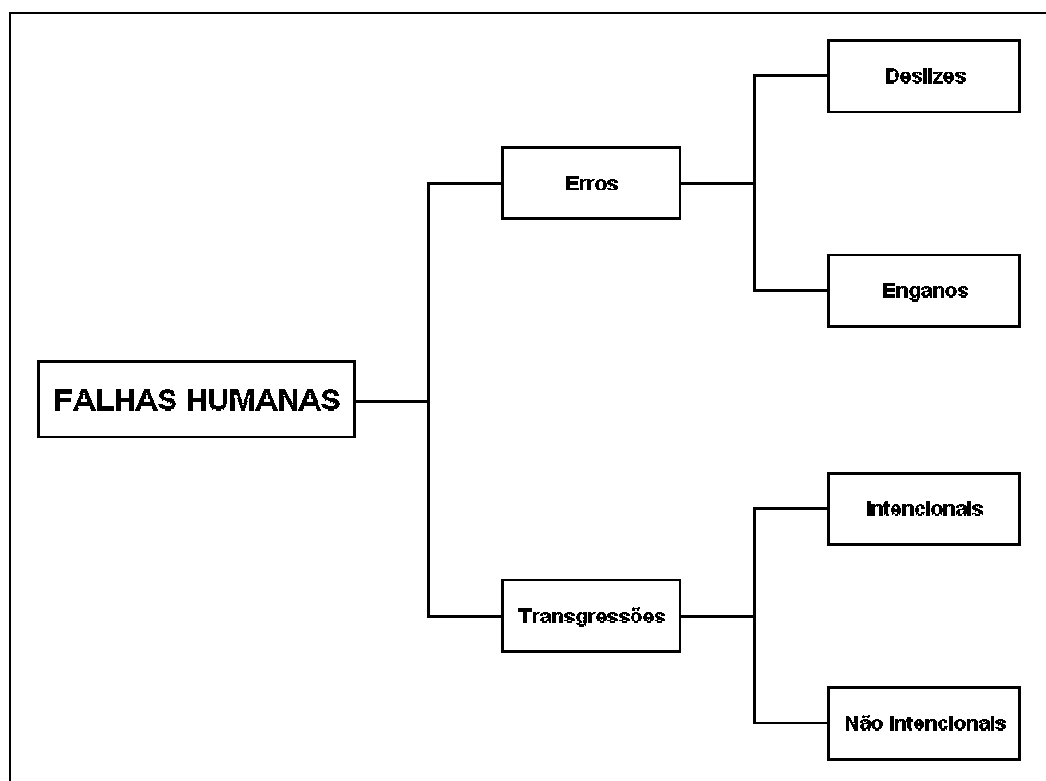 Deslizes
Erros
Enganos
FALHAS HUMANAS
Intencionais
Transgressões
Não Intencionais